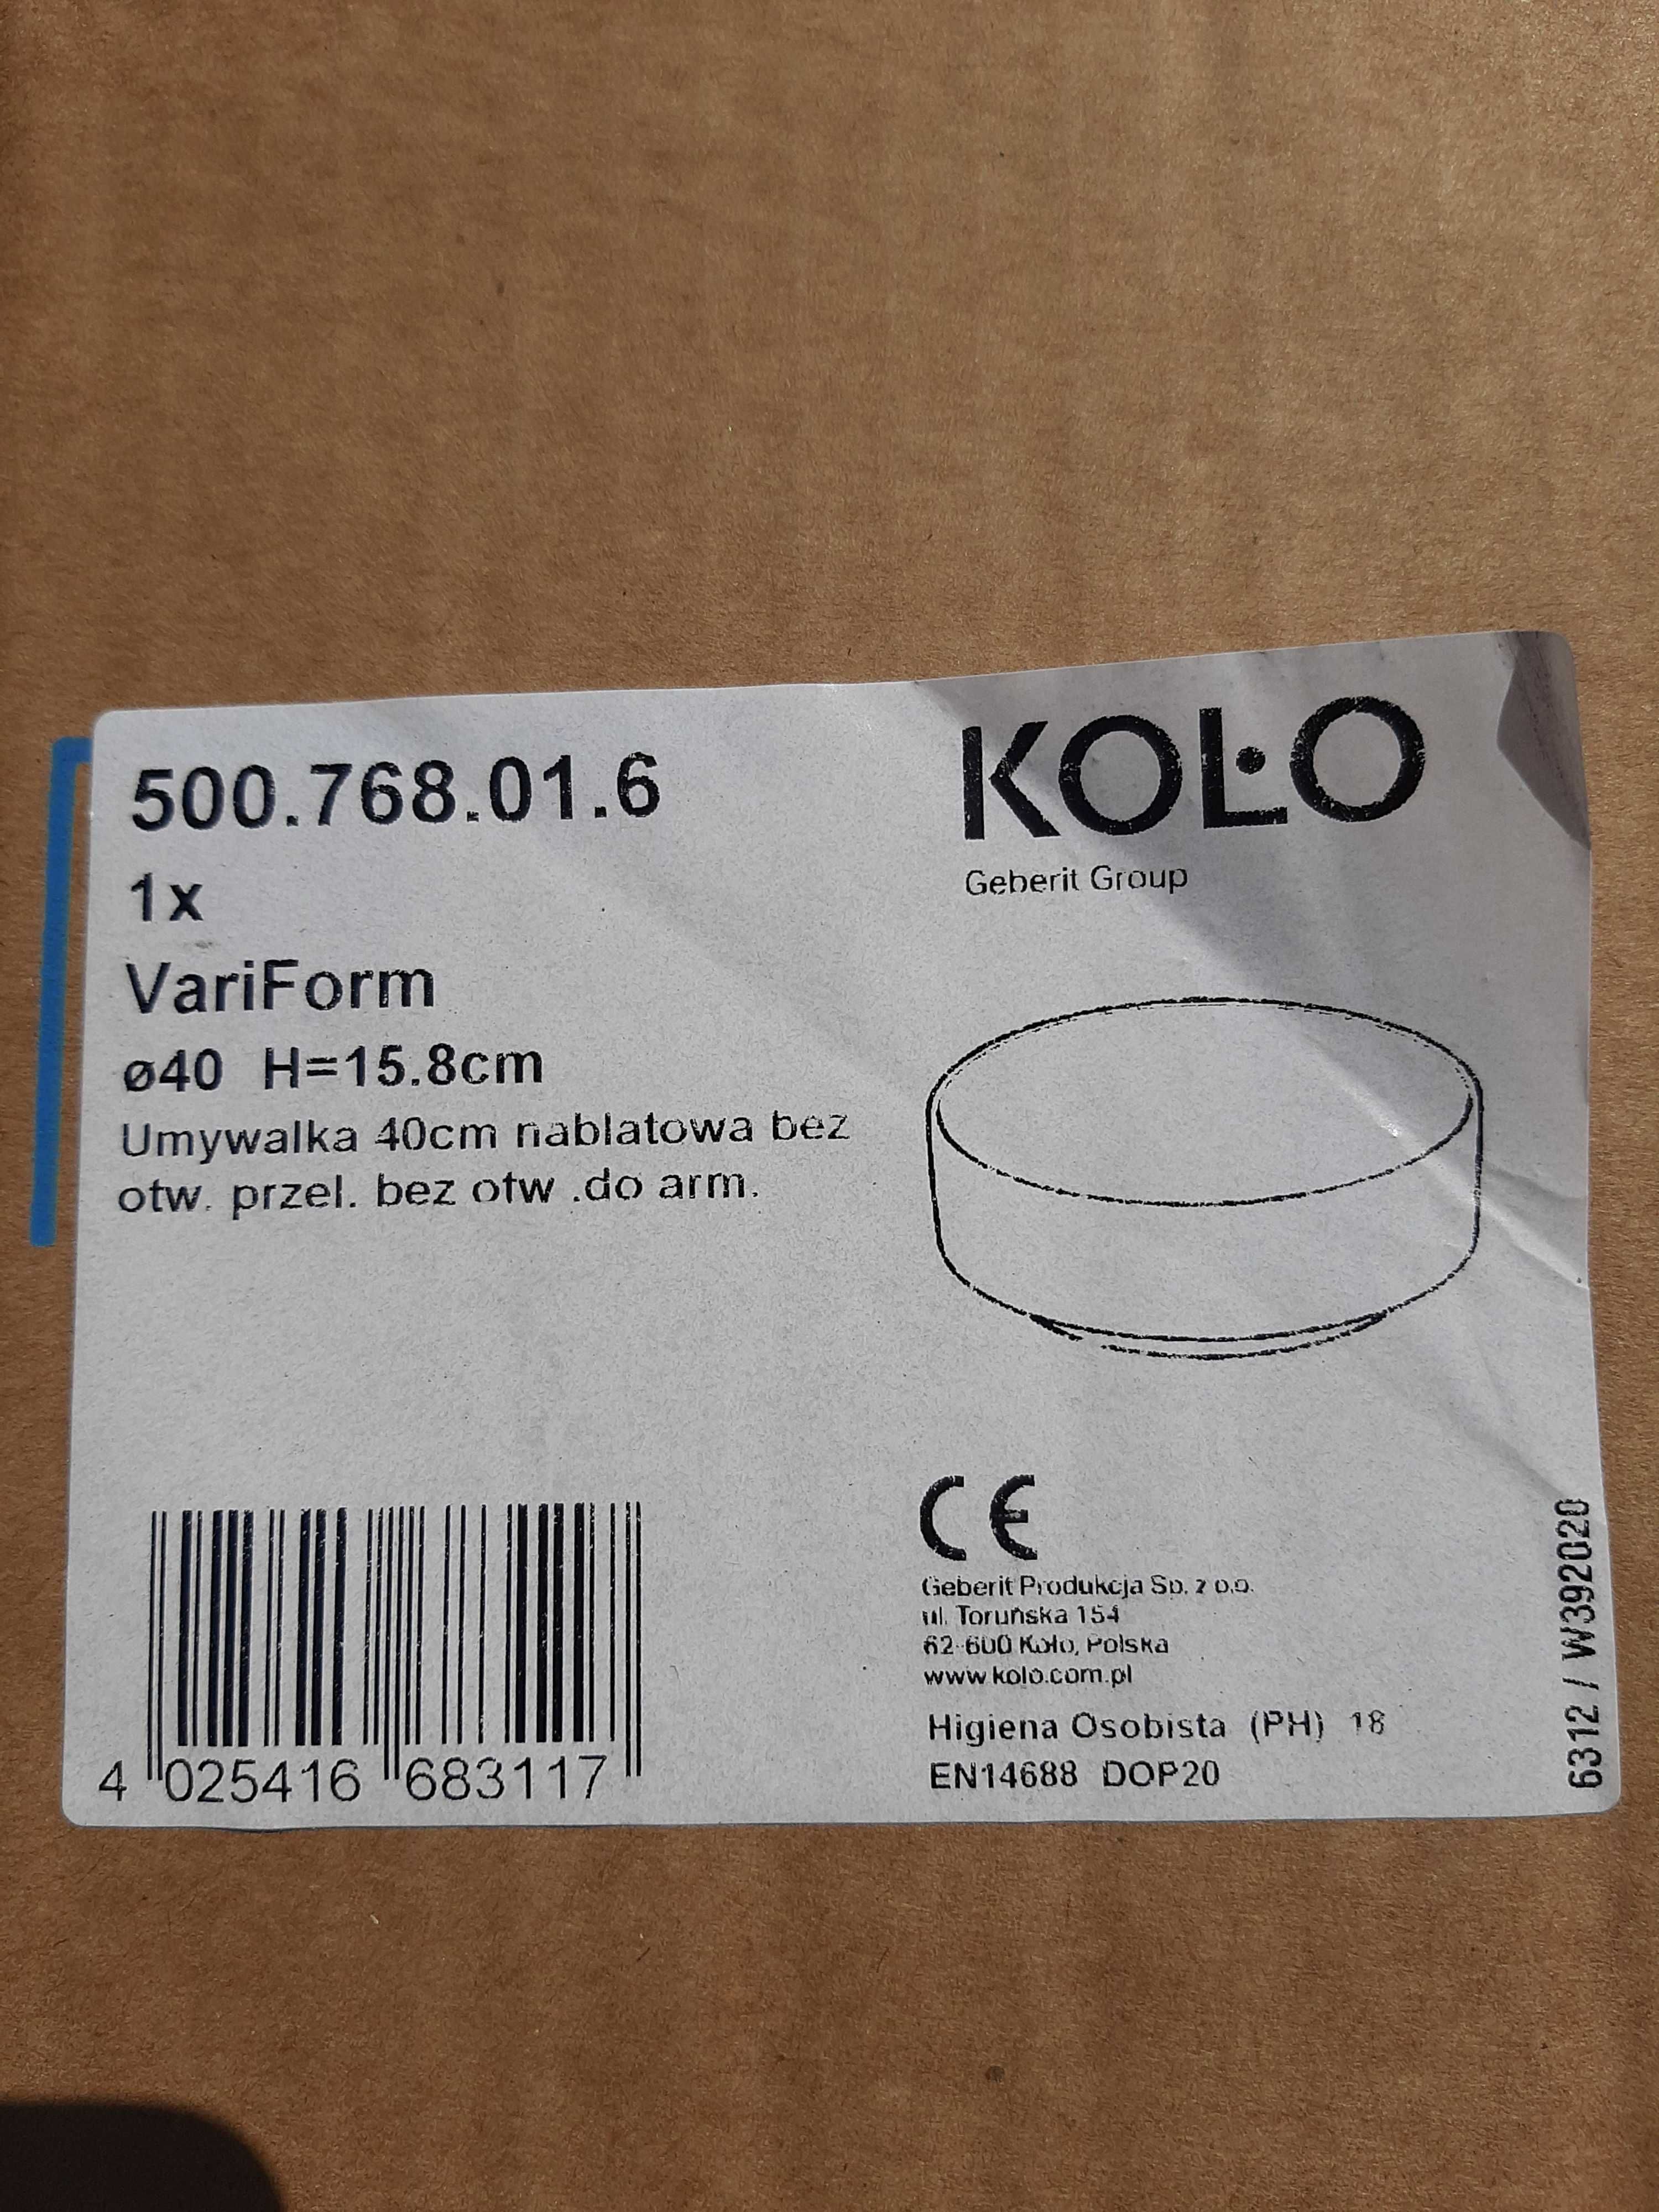 500.768.01.6
1x
VariForm
ø40 H=15.8cm
Umywalka 40cm nablatowa bez
otw. przel. bez otw .do arm.
4 025416 683117
KOŁO
Geberit Group
CE
Geberit Produkcja Sp. z o.o.
ul. Toruńska 154
62-600 Koło, Polska
www.kolo.com.pl
Higiena Osobista (PH) 18
EN14688 DOP20
6312 / W392020